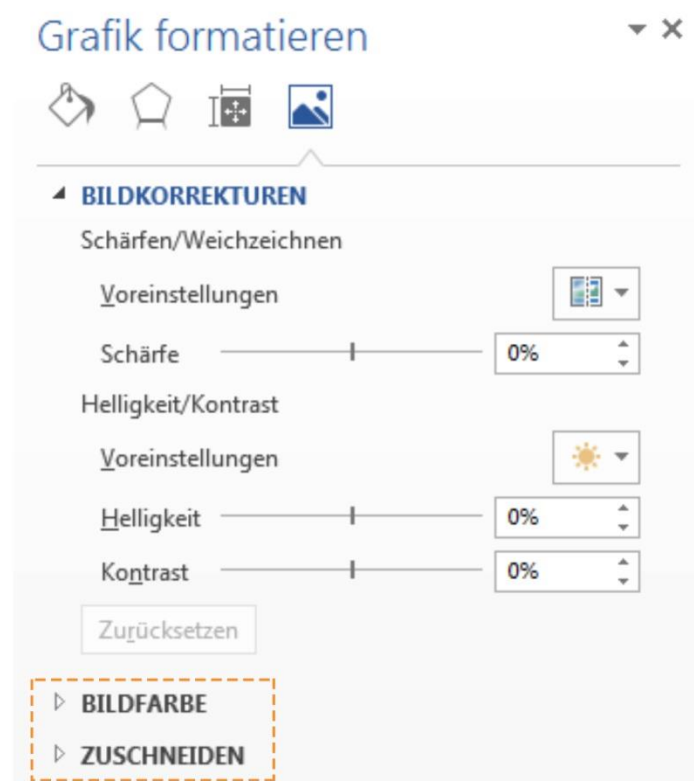 Grafik formatieren
BILDKORREKTUREN
Schärfen/Weichzeichnen
Voreinstellungen
Schärfe 0%
Helligkeit/Kontrast
Voreinstellungen
Helligkeit 0%
Kontrast 0%
Zurücksetzen
BILDFARBE
ZUSCHNEIDEN